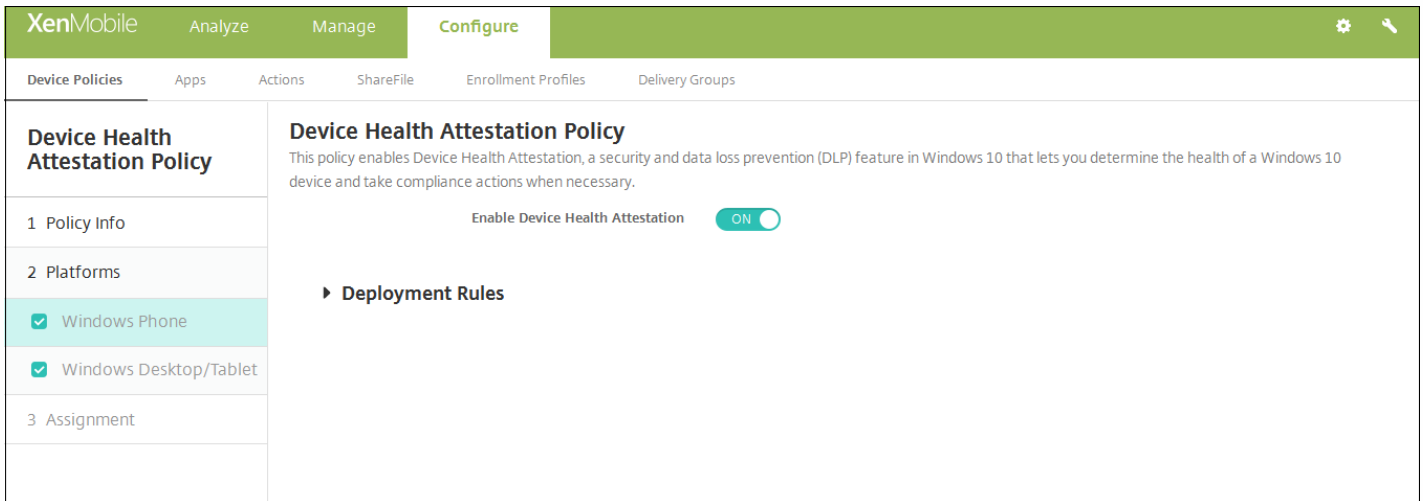 XenMobile Analyze Manage Configure
Device Policies Apps Actions ShareFile Enrollment Profiles Delivery Groups
Device Health
Attestation Policy
1 Policy Info
2 Platforms
Windows Phone
Windows Desktop/Tablet
3 Assignment
Device Health Attestation Policy
This policy enables Device Health Attestation, a security and data loss prevention (DLP) feature in Windows 10 that lets you determine the health of a Windows 10
device and take compliance actions when necessary.
Enable Device Health Attestation ON
Deployment Rules